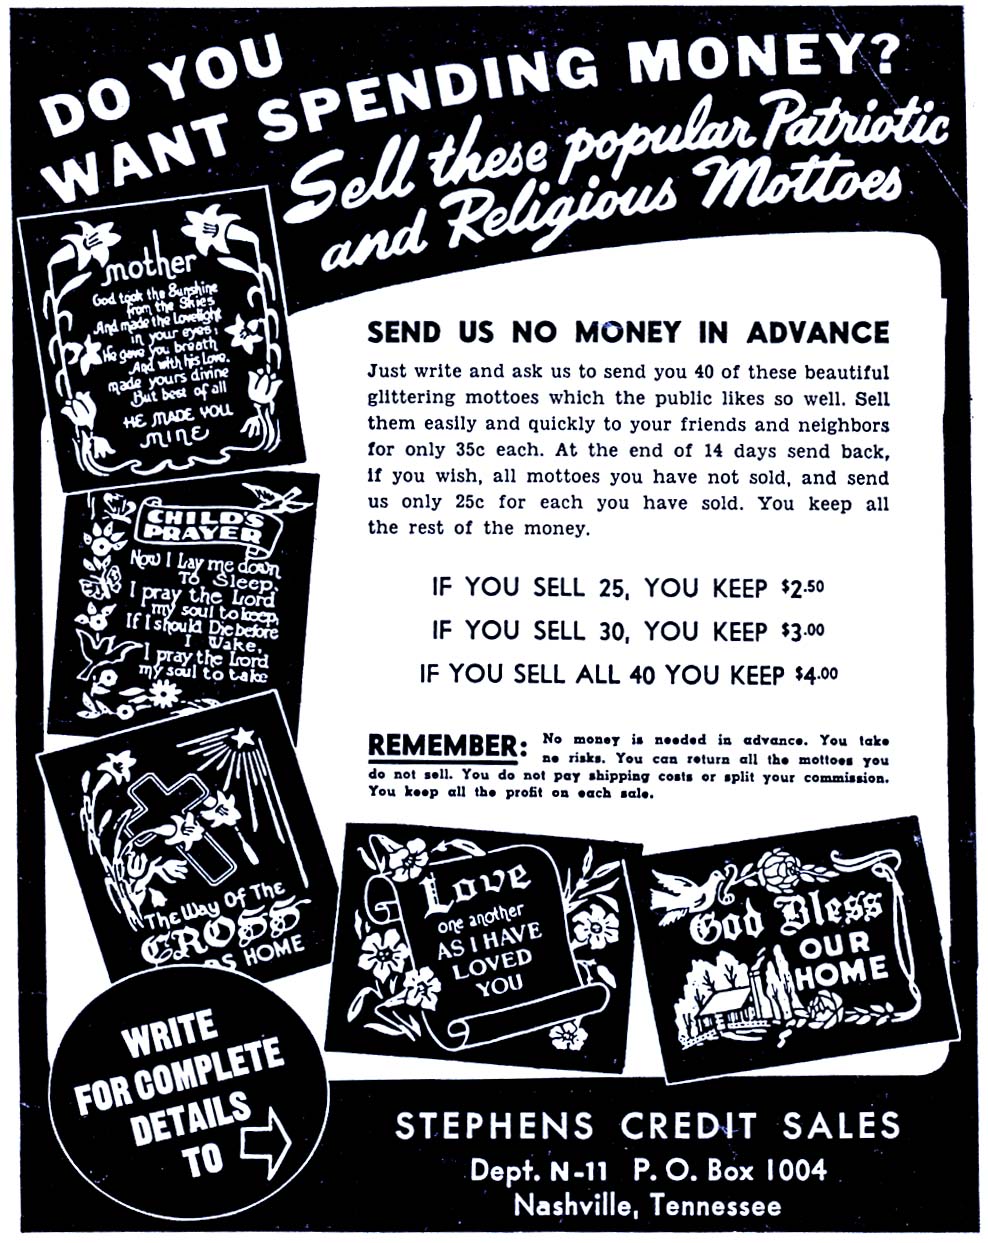 DO YOU
WANT SPENDING MONEY?
Sell these popular Patriotic
and Religious Mottoes
mother
God took the Sunshine
from the Skies
And made the Lovelight
in your eyes;
He gave you breath
And with his Love.
made yours divine
But best of all
HE MADE YOU
MINE
CHILD'S
PRAYER
Now I Lay me down
To Sleep,
I pray the Lord
my soul to keep,
If I should Die before
I Wake,
I pray the Lord
my soul to take
The Way Of The
CROSS
HOME
SEND US NO MONEY IN ADVANCE
Just write and ask us to send you 40 of these beautiful
glittering mottoes which the public likes so well. Sell
them easily and quickly to your friends and neighbors
for only 35c each. At the end of 14 days send back,
if you wish, all mottoes you have not sold, and send
us only 25c for each you have sold. You keep all
the rest of the money.
IF YOU SELL 25, YOU KEEP $2.50
IF YOU SELL 30, YOU KEEP $3.00
IF YOU SELL ALL 40 YOU KEEP $4.00
REMEMBER: No money is needed in advance. You take
no risks. You can return all the mottoes you
do not sell. You do not pay shipping costs or split your commission.
You keep all the profit on each sale.
Love
one another
AS I HAVE
LOVED
YOU
God Bless
OUR
HOME
WRITE
FOR COMPLETE
DETAILS
TO
STEPHENS CREDIT SALES
Dept. N-11 P. O. Box 1004
Nashville, Tennessee